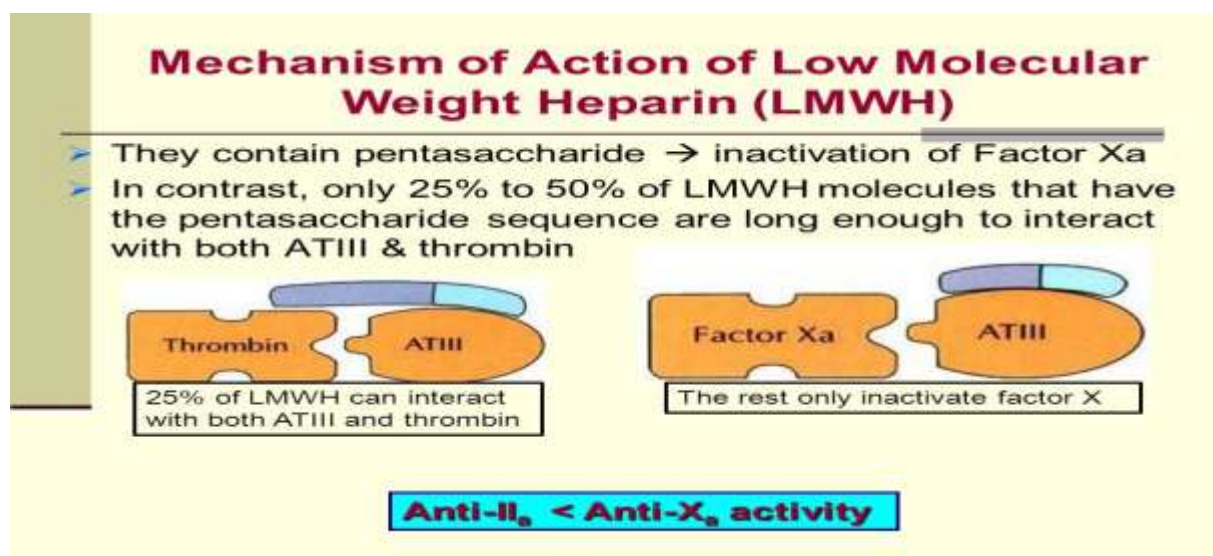 Mechanism of Action of Low Molecular
Weight Heparin (LMWH)
➢ They contain pentasaccharide → inactivation of Factor Xa
➢ In contrast, only 25% to 50% of LMWH molecules that have
the pentasaccharide sequence are long enough to interact
with both ATIII & thrombin
Thrombin ATIII
25% of LMWH can interact
with both ATIII and thrombin
Factor Xa ATIII
The rest only inactivate factor X
Anti-IIₐ < Anti-Xₐ activity